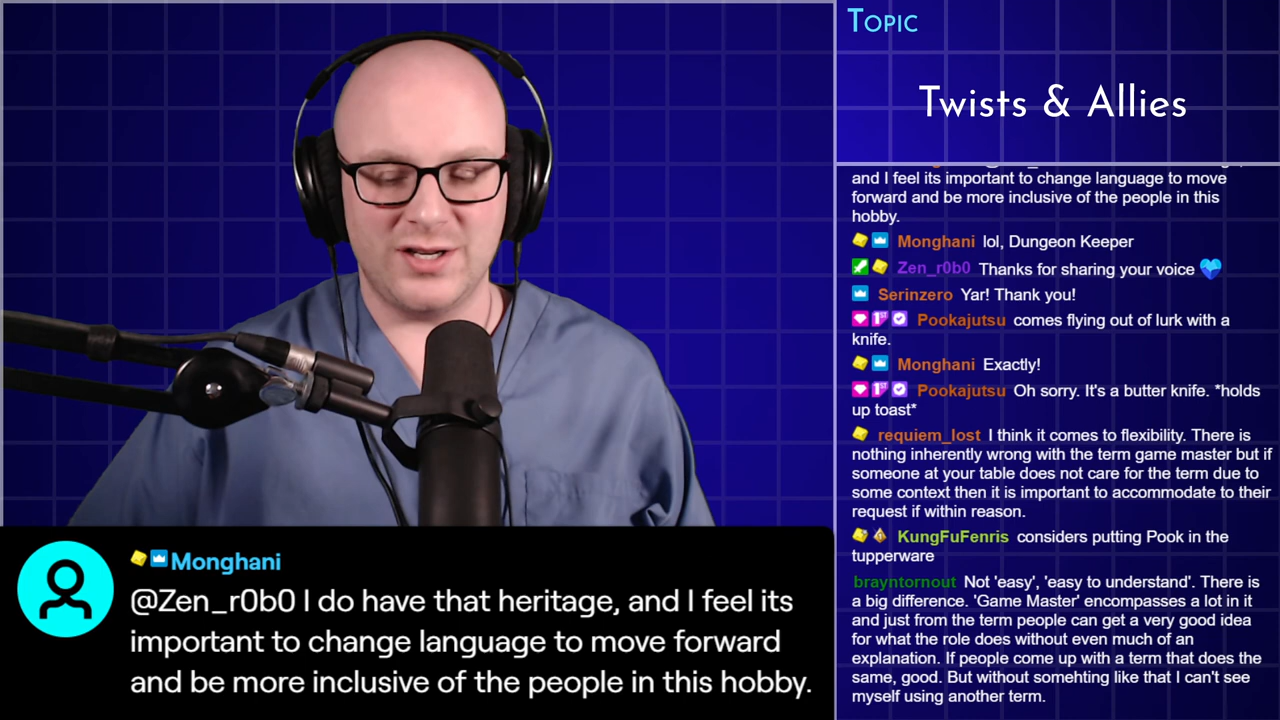 Topic
Twists & Allies
and I feel its important to change language to move
forward and be more inclusive of the people in this
hobby.
Monghani lol, Dungeon Keeper
Zen_r0b0 Thanks for sharing your voice
Serinzero Yar! Thank you!
Pookajutsu comes flying out of lurk with a
knife.
Monghani Exactly!
Pookajutsu Oh sorry. It's a butter knife. *holds
up toast*
requiem_lost I think it comes to flexibility. There is
nothing inherently wrong with the term game master but if
someone at your table does not care for the term due to
some context then it is important to accommodate to their
request if within reason.
KungFuFenris considers putting Pook in the
tupperware
brayntornout Not 'easy', 'easy to understand'. There is
a big difference. 'Game Master' encompasses a lot in it
and just from the term people can get a very good idea
for what the role does without even much of an
explanation. If people come up with a term that does the
same, good. But without somehting like that I can't see
myself using another term.
Monghani
@Zen_r0b0 I do have that heritage, and I feel its
important to change language to move forward
and be more inclusive of the people in this hobby.